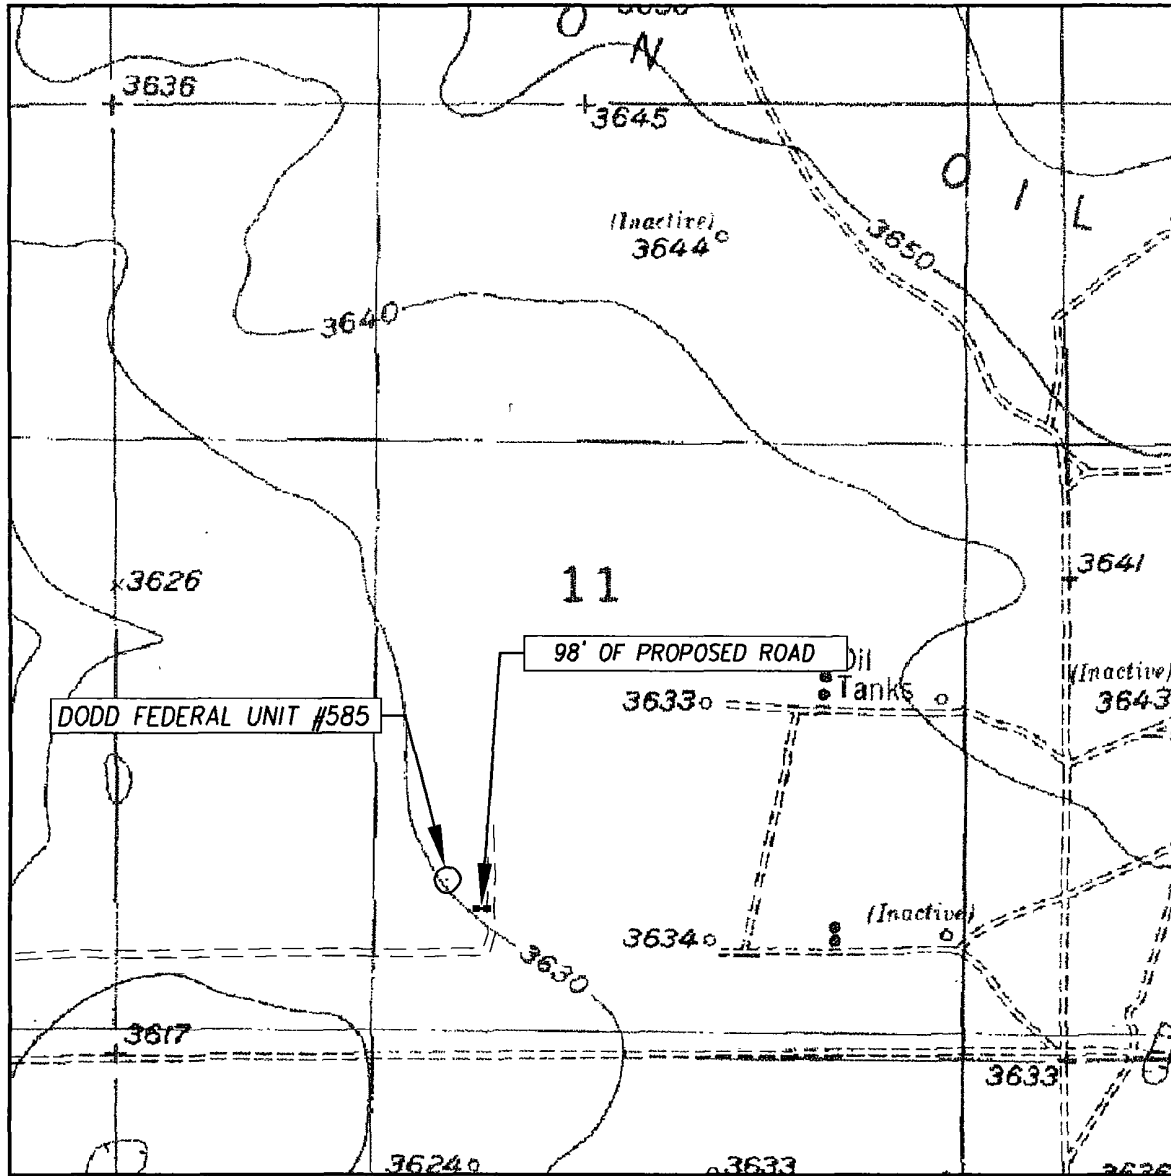 O N
3636
3645
O I L
(Inactive)
3644
3650
3640
3626
11
3641
98' OF PROPOSED ROAD
Oil
Tanks
(Inactive)
3643
3633
DODD FEDERAL UNIT #585
(Inactive)
3634
3630
3617
3633
3624
3633